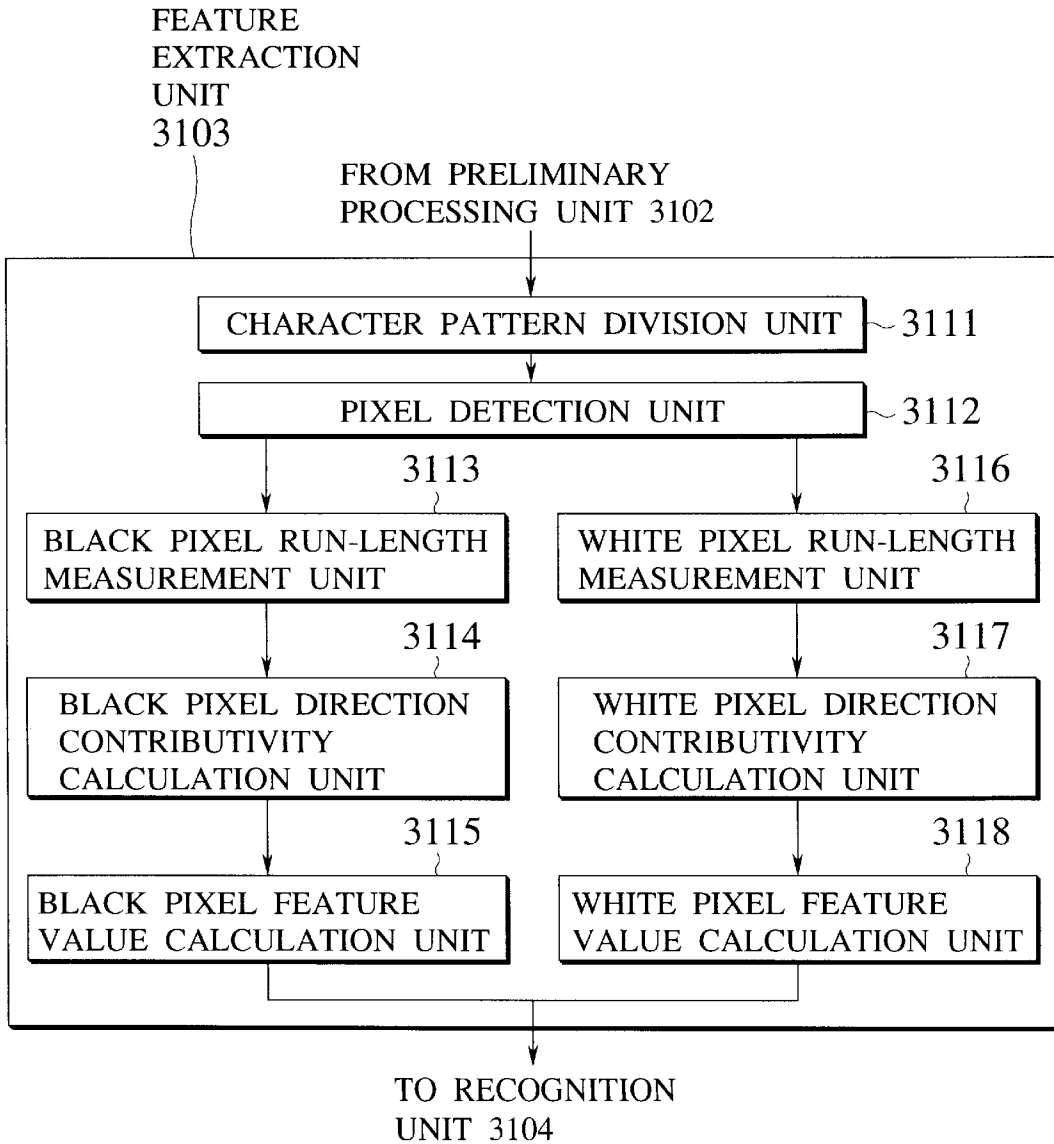 FEATURE
EXTRACTION
UNIT
3103
FROM PRELIMINARY
PROCESSING UNIT 3102
CHARACTER PATTERN DIVISION UNIT
3111
PIXEL DETECTION UNIT
3112
3113
BLACK PIXEL RUN-LENGTH
MEASUREMENT UNIT
3114
BLACK PIXEL DIRECTION
CONTRIBUTIVITY
CALCULATION UNIT
3115
BLACK PIXEL FEATURE
VALUE CALCULATION UNIT
3116
WHITE PIXEL RUN-LENGTH
MEASUREMENT UNIT
3117
WHITE PIXEL DIRECTION
CONTRIBUTIVITY
CALCULATION UNIT
3118
WHITE PIXEL FEATURE
VALUE CALCULATION UNIT
TO RECOGNITION
UNIT 3104